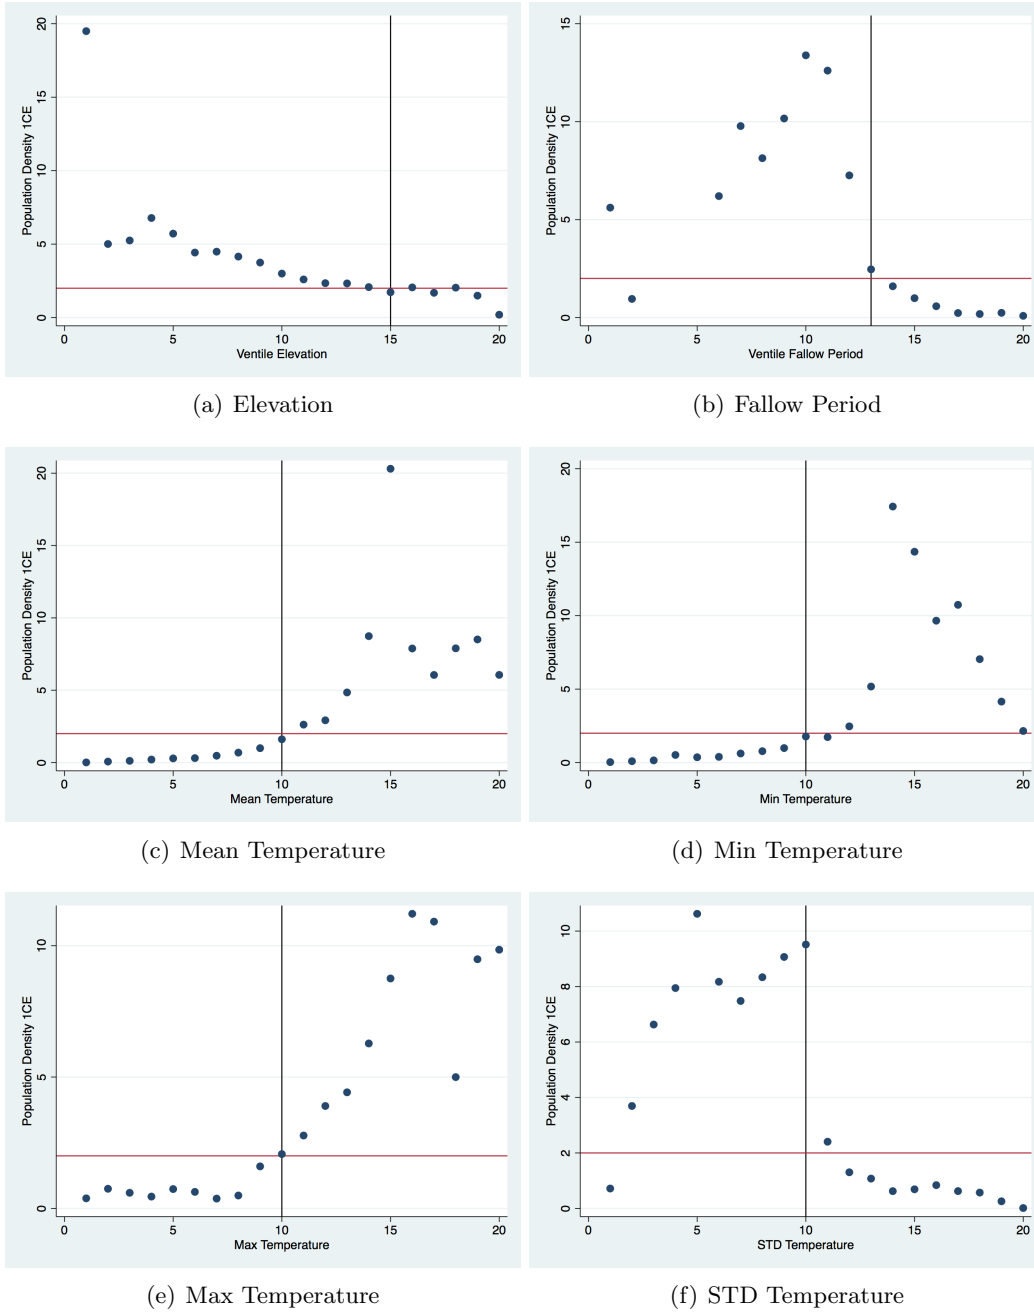 Population Density 1CE
20
15
10
5
0
0 5 10 15 20
Ventile Elevation
(a) Elevation
Population Density 1CE
15
10
5
0
0 5 10 15 20
Ventile Fallow Period
(b) Fallow Period
Population Density 1CE
20
15
10
5
0
0 5 10 15 20
Mean Temperature
(c) Mean Temperature
Population Density 1CE
20
15
10
5
0
0 5 10 15 20
Min Temperature
(d) Min Temperature
Population Density 1CE
10
5
0
0 5 10 15 20
Max Temperature
(e) Max Temperature
Population Density 1CE
10
8
6
4
2
0
0 5 10 15 20
STD Temperature
(f) STD Temperature